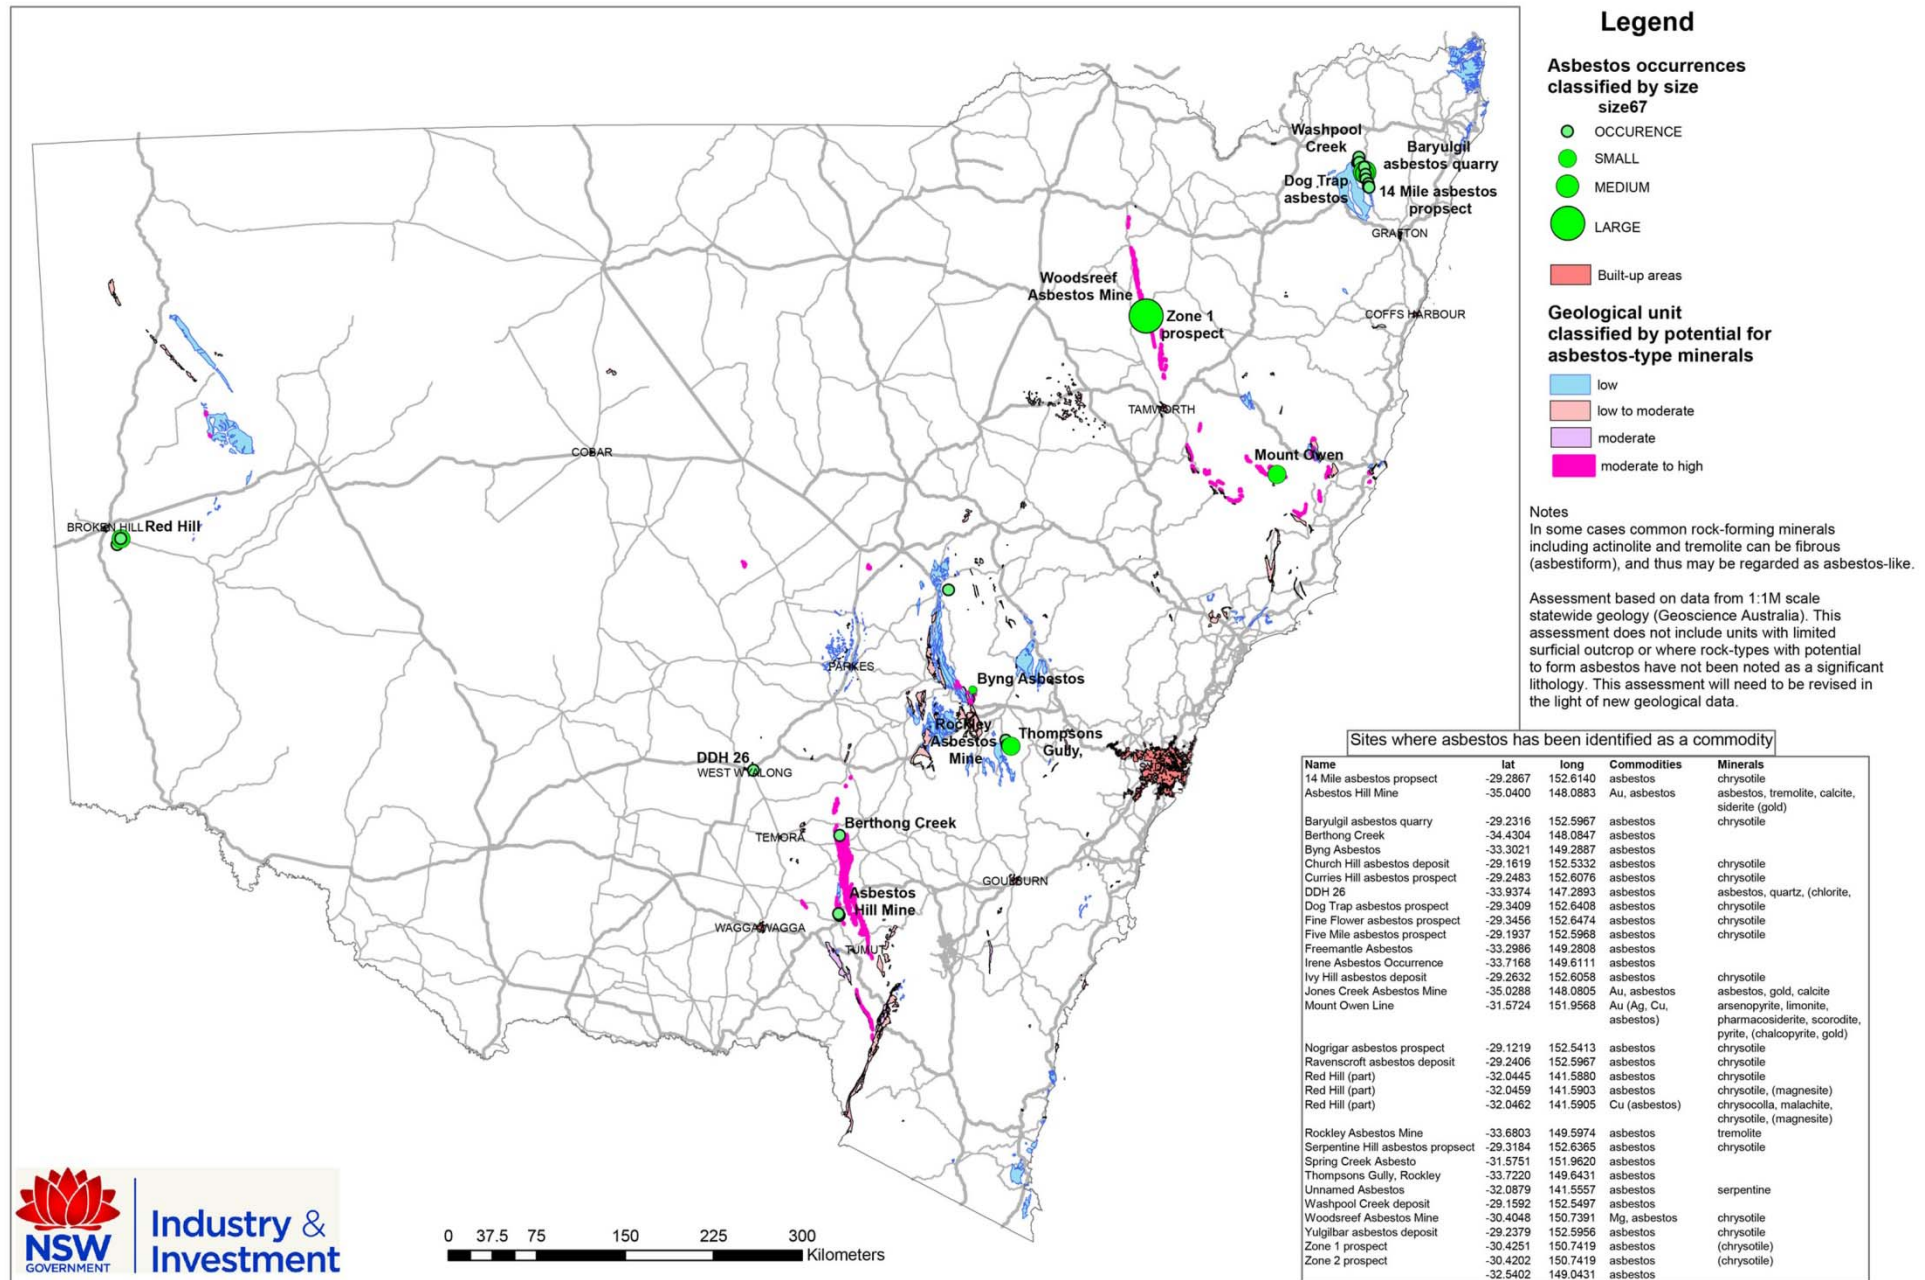 Legend
Asbestos occurrences
classified by size
size67
OCCURENCE
SMALL
MEDIUM
LARGE
Built-up areas
Geological unit
classified by potential for
asbestos-type minerals
low
low to moderate
moderate
moderate to high
Notes
In some cases common rock-forming minerals
including actinolite and tremolite can be fibrous
(asbestiform), and thus may be regarded as asbestos-like.
Assessment based on data from 1:1M scale
statewide geology (Geoscience Australia). This
assessment does not include units with limited
surficial outcrop or where rock-types with potential
to form asbestos have not been noted as a significant
lithology. This assessment will need to be revised in
the light of new geological data.
Washpool
Creek
Baryulgil
asbestos quarry
Dog Trap
asbestos
14 Mile asbestos
propsect
GRAFTON
Woodsreef
Asbestos Mine
Zone 1
prospect
COFFS HARBOUR
TAMWORTH
COBAR
Mount Owen
BROKEN HILL
Red Hill
PARKES
Byng Asbestos
Rockley
Asbestos
Mine
Thompsons
Gully,
DDH 26
WEST WYALONG
Berthong Creek
TEMORA
Asbestos
Hill Mine
GOULBURN
WAGGA WAGGA
TUMUT
Sites where asbestos has been identified as a commodity
Name lat long Commodities Minerals
14 Mile asbestos propsect -29.2867 152.6140 asbestos chrysotile
Asbestos Hill Mine -35.0400 148.0883 Au, asbestos asbestos, tremolite, calcite,
siderite (gold)
Baryulgil asbestos quarry -29.2316 152.5967 asbestos chrysotile
Berthong Creek -34.4304 148.0847 asbestos
Byng Asbestos -33.3021 149.2887 asbestos
Church Hill asbestos deposit -29.1619 152.5332 asbestos chrysotile
Curries Hill asbestos prospect -29.2483 152.6076 asbestos chrysotile
DDH 26 -33.9374 147.2893 asbestos asbestos, quartz, (chlorite,
Dog Trap asbestos prospect -29.3409 152.6408 asbestos chrysotile
Fine Flower asbestos prospect -29.3456 152.6474 asbestos chrysotile
Five Mile asbestos prospect -29.1937 152.5968 asbestos chrysotile
Freemantle Asbestos -33.2986 149.2808 asbestos
Irene Asbestos Occurrence -33.7168 149.6111 asbestos
Ivy Hill asbestos deposit -29.2632 152.6058 asbestos chrysotile
Jones Creek Asbestos Mine -35.0288 148.0805 Au, asbestos asbestos, gold, calcite
Mount Owen Line -31.5724 151.9568 Au (Ag, Cu, arsenopyrite, limonite,
asbestos) pharmacosiderite, scorodite,
pyrite, (chalcopyrite, gold)
Nogrigar asbestos prospect -29.1219 152.5413 asbestos chrysotile
Ravenscroft asbestos deposit -29.2406 152.5967 asbestos chrysotile
Red Hill (part) -32.0445 141.5880 asbestos chrysotile
Red Hill (part) -32.0459 141.5903 asbestos chrysotile, (magnesite)
Red Hill (part) -32.0462 141.5905 Cu (asbestos) chrysocolla, malachite,
chrysotile, (magnesite)
Rockley Asbestos Mine -33.6803 149.5974 asbestos tremolite
Serpentine Hill asbestos propsect -29.3184 152.6365 asbestos chrysotile
Spring Creek Asbesto -31.5751 151.9620 asbestos
Thompsons Gully, Rockley -33.7220 149.6431 asbestos
Unnamed Asbestos -32.0879 141.5557 asbestos serpentine
Washpool Creek deposit -29.1592 152.5497 asbestos
Woodsreef Asbestos Mine -30.4048 150.7391 Mg, asbestos chrysotile
Yulgilbar asbestos deposit -29.2379 152.5956 asbestos chrysotile
Zone 1 prospect -30.4251 150.7419 asbestos (chrysotile)
Zone 2 prospect -30.4202 150.7419 asbestos (chrysotile)
-32.5402 149.0431 asbestos
NSW
GOVERNMENT
Industry &
Investment
0 37.5 75 150 225 300
Kilometers